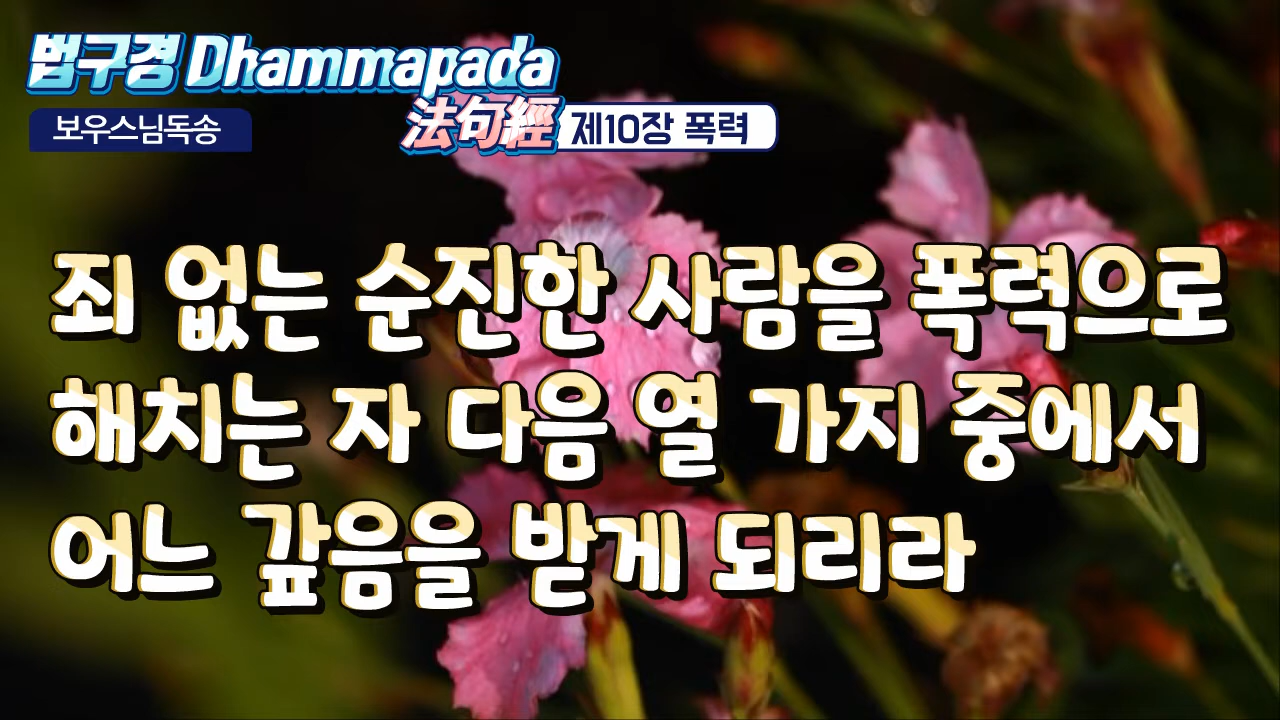 법구경 Dhammapada
보우스님독송
法句經 제10장 폭력
죄 없는 순진한 사람을 폭력으로
해치는 자 다음 열 가지 중에서
어느 갚음을 받게 되리라